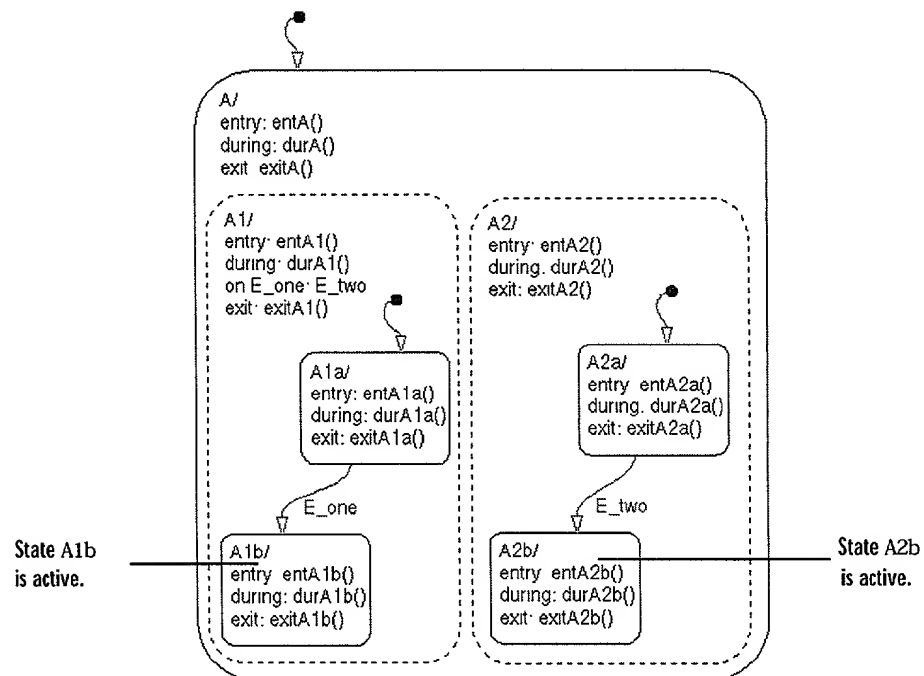 A/
entry: entA()
during: durA()
exit exitA()
A1/
entry· entA1()
during· durA1()
on E_one· E_two
exit· exitA1()
A2/
entry· entA2()
during. durA2()
exit: exitA2()
A1a/
entry: entA1a()
during: durA1a()
exit: exitA1a()
A2a/
entry entA2a()
during. durA2a()
exit: exitA2a()
E_one
E_two
State A1b
is active.
A1b/
entry entA1b()
during: durA1b()
exit: exitA1b()
A2b/
entry entA2b()
during: durA2b()
exit· exitA2b()
State A2b
is active.